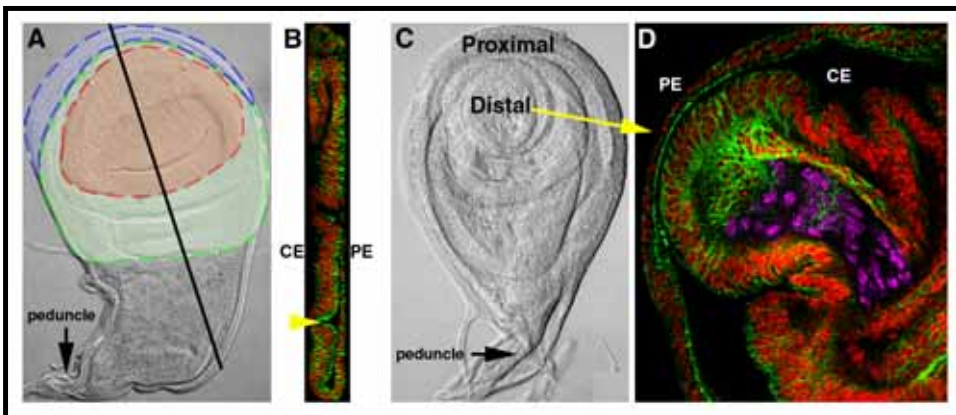 A
peduncle
B
CE
PE
C
Proximal
Distal
peduncle
D
PE
CE